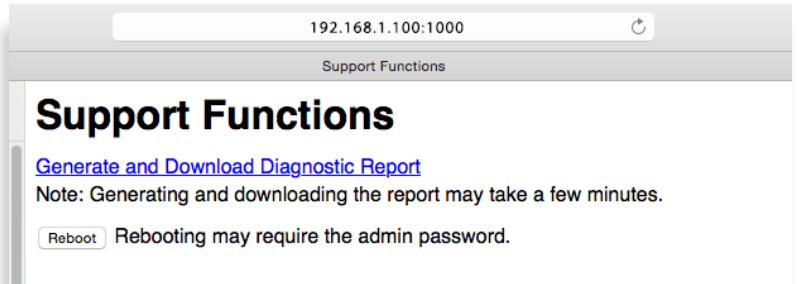 192.168.1.100:1000
Support Functions
Support Functions
Generate and Download Diagnostic Report
Note: Generating and downloading the report may take a few minutes.
Reboot Rebooting may require the admin password.